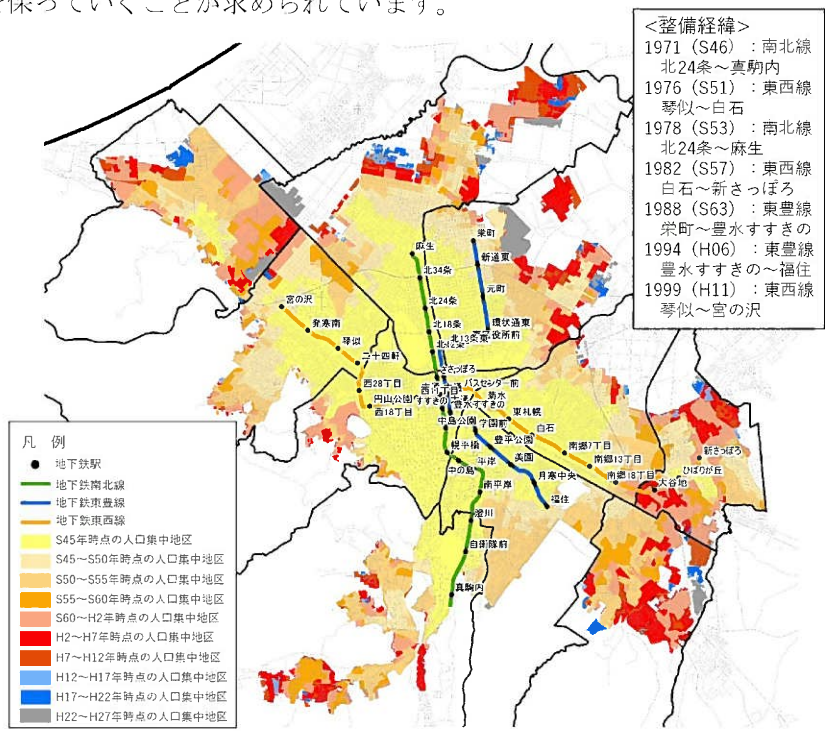 を保っていくことが求められています。
<整備経緯>
1971（S46）：南北線
北24条～真駒内
1976（S51）：東西線
琴似～白石
1978（S53）：南北線
北24条～麻生
1982（S57）：東西線
白石～新さっぽろ
1988（S63）：東豊線
栄町～豊水すすきの
1994（H06）：東豊線
豊水すすきの～福住
1999（H11）：東西線
琴似～宮の沢
栄町
麻生
新道東
北34条
元町
宮の沢
北24条
発寒南
北18条
環状通東
北13条東
琴似
二十四軒
さっぽろ
西28丁目
バスセンター前
円山公園
西18丁目
西11丁目
すすきの
豊水すすきの
菊水
東札幌
中島公園
学園前
白石
豊平公園
幌平橋
南郷7丁目
新さっぽろ
中の島
平岸
美園
南郷13丁目
南郷18丁目
ひばりが丘
大谷地
南平岸
月寒中央
福住
澄川
自衛隊前
真駒内
凡 例
地下鉄駅
地下鉄南北線
地下鉄東豊線
地下鉄東西線
S45年時点の人口集中地区
S45～S50年時点の人口集中地区
S50～S55年時点の人口集中地区
S55～S60年時点の人口集中地区
S60～H2年時点の人口集中地区
H2～H7年時点の人口集中地区
H7～H12年時点の人口集中地区
H12～H17年時点の人口集中地区
H17～H22年時点の人口集中地区
H22～H27年時点の人口集中地区